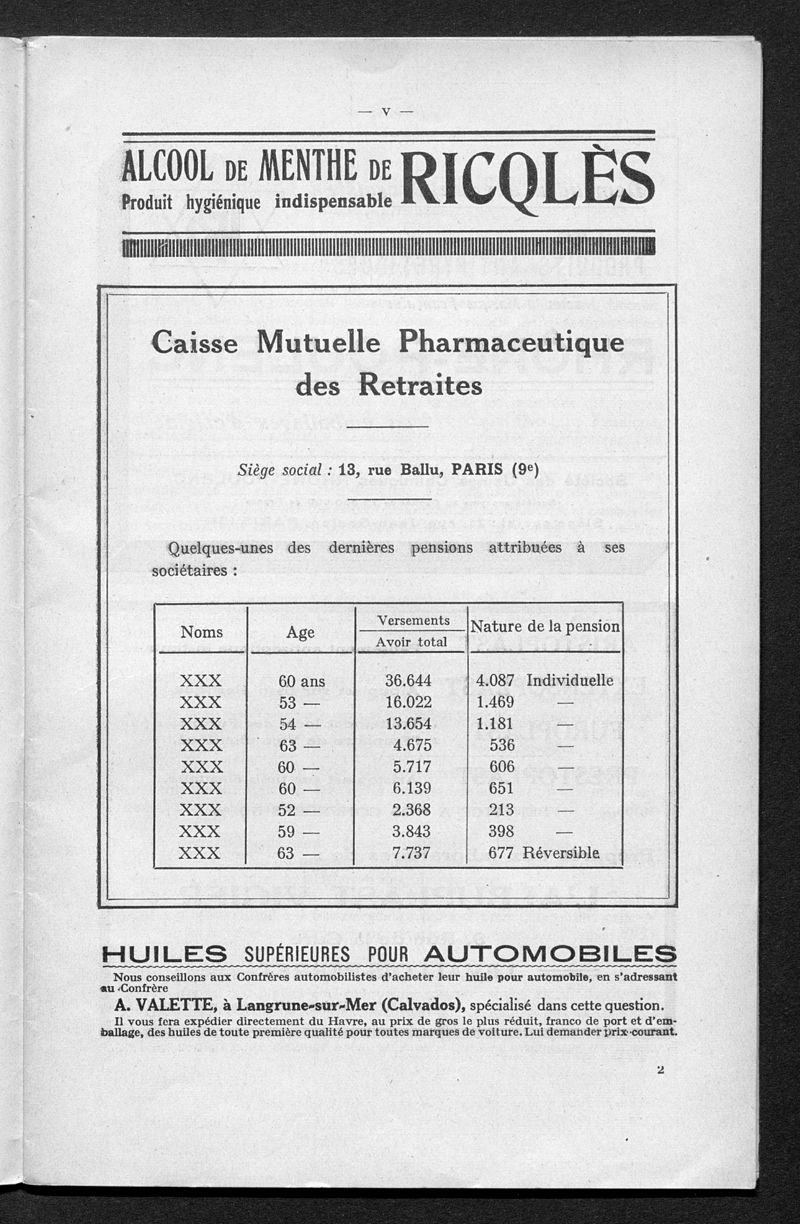 — V —
ALCOOL DE MENTHE DE RICQLÈS
Produit hygiénique indispensable
Caisse Mutuelle Pharmaceutique
des Retraites
Siège social : 13, rue Ballu, PARIS (9e)
Quelques-unes des dernières pensions attribuées à ses
sociétaires :
Noms Age Versements Avoir total Nature de la pension
XXX 60 ans 36.644 4.087 Individuelle
XXX 53 — 16.022 1.469 —
XXX 54 — 13.654 1.181 —
XXX 63 — 4.675 536 —
XXX 60 — 5.717 606 —
XXX 60 — 6.139 651 —
XXX 52 — 2.368 213 —
XXX 59 — 3.843 398 —
XXX 63 — 7.737 677 Réversible
HUILES SUPÉRIEURES POUR AUTOMOBILES
Nous conseillons aux Confrères automobilistes d'acheter leur huile pour automobile, en s'adressant
au Confrère
A. VALETTE, à Langrune-sur-Mer (Calvados), spécialisé dans cette question.
Il vous fera expédier directement du Havre, au prix de gros le plus réduit, franco de port et d'em-
ballage, des huiles de toute première qualité pour toutes marques de voiture. Lui demander prix-courant.
2